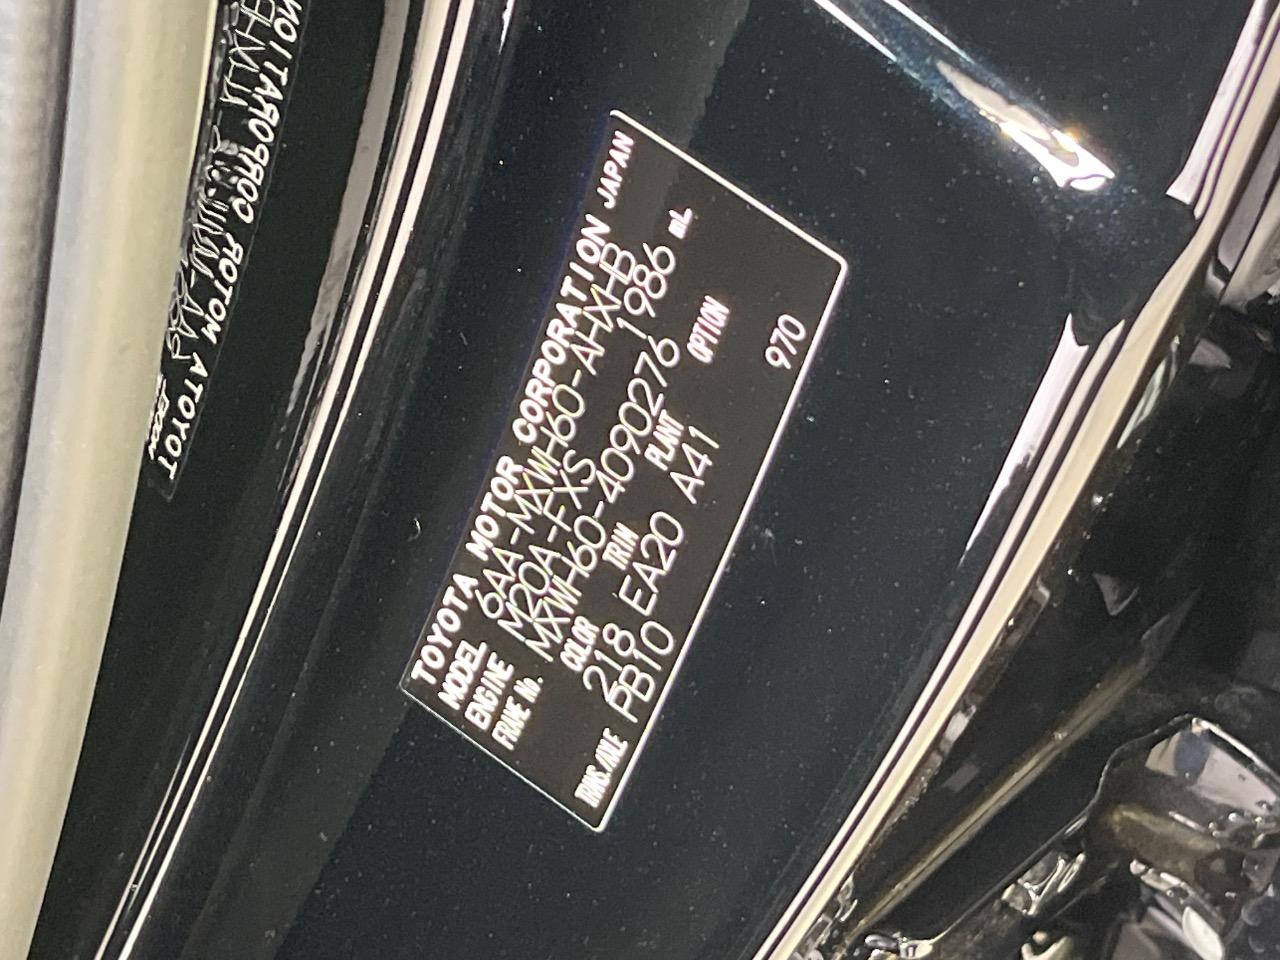 TOYOTA MOTOR CORPORATION JAPAN
MODEL 6AA-MXWH60-AHXHB
ENGINE M20A-FXS 1986 mL
FRAME No. MXWH60-4090276
COLOR TRIM PLANT OPTION
218 EA20 A41 970
TRANS./AXLE PB10